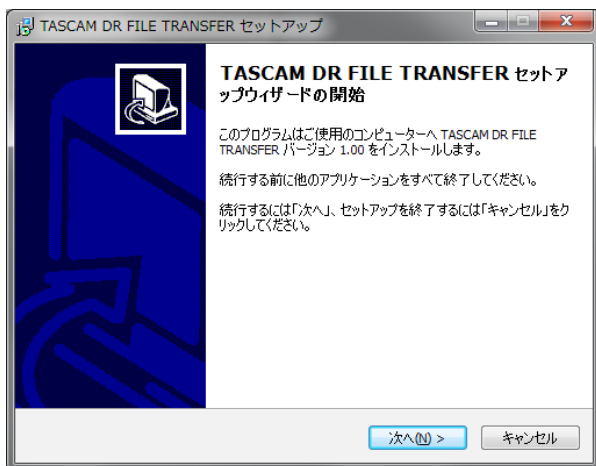 TASCAM DR FILE TRANSFER セットアップ
TASCAM DR FILE TRANSFER セットア
ップウィザードの開始
このプログラムはご使用のコンピューターへ TASCAM DR FILE
TRANSFER バージョン 1.00 をインストールします。
続行する前に他のアプリケーションをすべて終了してください。
続行するには「次へ」、セットアップを終了するには「キャンセル」をク
リックしてください。
次へ(N) >
キャンセル